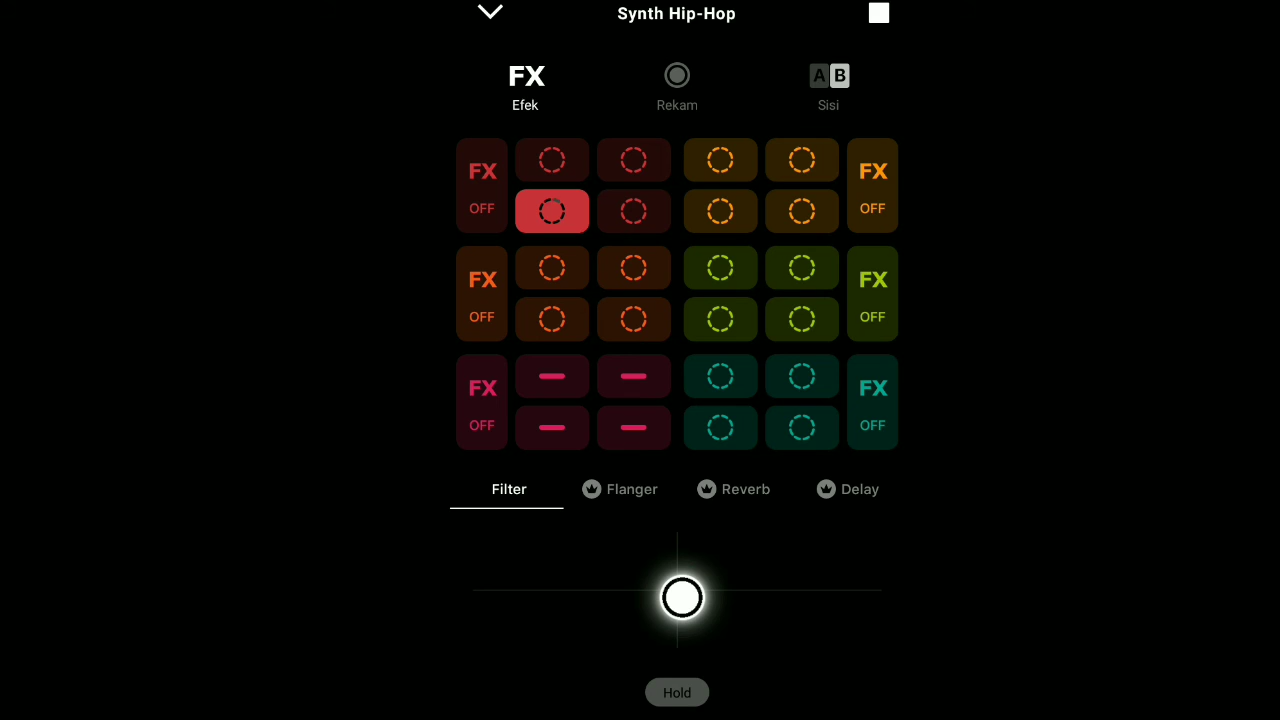 Synth Hip-Hop
FX A B
Efek Rekam Sisi
FX FX
OFF OFF
FX FX
OFF OFF
FX FX
OFF OFF
Filter Flanger Reverb Delay
Hold